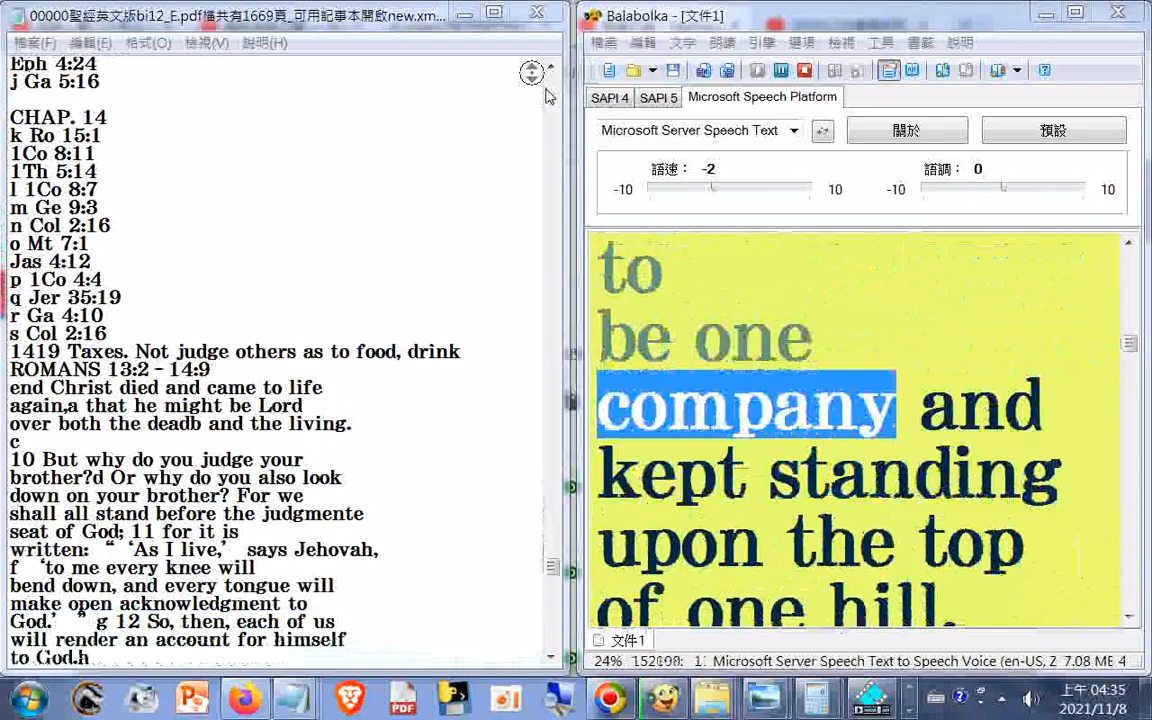 00000聖經英文版bi12_E.pdf檔共有1669頁_可用記事本開啟new.xm...
檔案(F) 編輯(E) 格式(O) 檢視(V) 說明(H)
Eph 4:24
j Ga 5:16
CHAP. 14
k Ro 15:1
1Co 8:11
1Th 5:14
l 1Co 8:7
m Ge 9:3
n Col 2:16
o Mt 7:1
Jas 4:12
p 1Co 4:4
q Jer 35:19
r Ga 4:10
s Col 2:16
1419 Taxes. Not judge others as to food, drink
ROMANS 13:2–14:9
end Christ died and came to life
again,a that he might be Lord
over both the deadb and the living.
c
10 But why do you judge your
brother?d Or why do you also look
down on your brother? For we
shall all stand before the judgmente
seat of God; 11 for it is
written: “ ‘As I live,’ says Jehovah,
f ‘to me every knee will
bend down, and every tongue will
make open acknowledgment to
God.’ ”g 12 So, then, each of us
will render an account for himself
to God.h
Balabolka - [文件1]
檔案 編輯 文字 朗讀 引擎 選項 檢視 工具 書籤 說明
SAPI 4 SAPI 5 Microsoft Speech Platform
Microsoft Server Speech Text 關於 預設
語速： -2 語調： 0
-10 10 -10 10
to
be one
company and
kept standing
upon the top
of one hill.
文件1
24% Microsoft Server Speech Text to Speech Voice (en-US, Z 7.08 MB 4
上午 04:35
2021/11/8